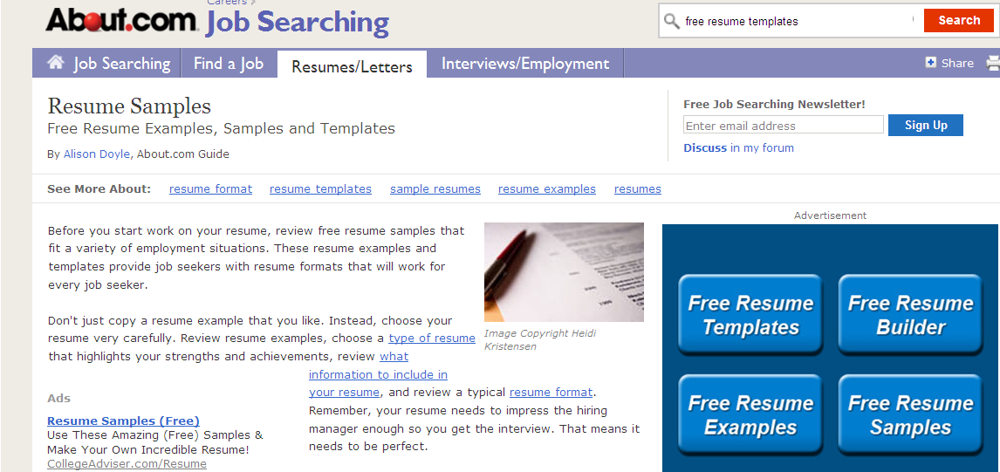 Careers >
About.com Job Searching
free resume templates
Search
Job Searching
Find a Job
Resumes/Letters
Interviews/Employment
Share
Resume Samples
Free Resume Examples, Samples and Templates
By Alison Doyle, About.com Guide
Free Job Searching Newsletter!
Enter email address
Sign Up
Discuss in my forum
See More About: resume format resume templates sample resumes resume examples resumes
Before you start work on your resume, review free resume samples that
fit a variety of employment situations. These resume examples and
templates provide job seekers with resume formats that will work for
every job seeker.
Image Copyright Heidi
Kristensen
Don't just copy a resume example that you like. Instead, choose your
resume very carefully. Review resume examples, choose a type of resume
that highlights your strengths and achievements, review what
information to include in
your resume, and review a typical resume format.
Remember, your resume needs to impress the hiring
manager enough so you get the interview. That means it
needs to be perfect.
Ads
Resume Samples (Free)
Use These Amazing (Free) Samples &
Make Your Own Incredible Resume!
CollegeAdviser.com/Resume
Advertisement
Free Resume
Templates
Free Resume
Builder
Free Resume
Examples
Free Resume
Samples